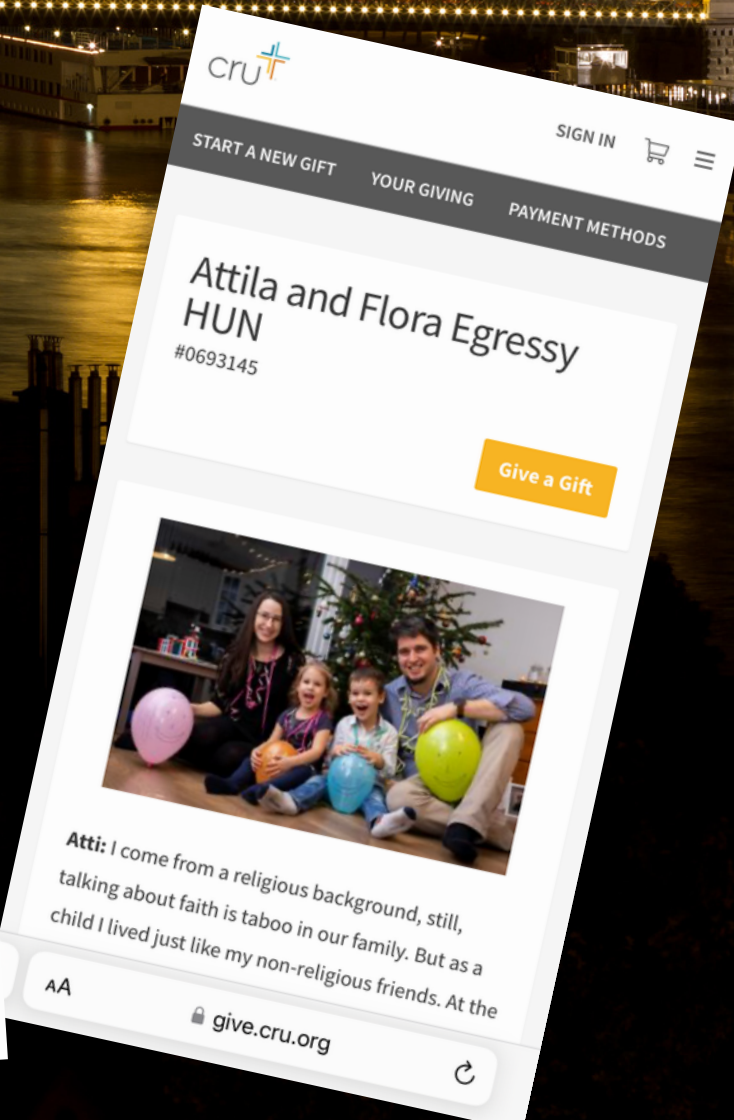 cru
SIGN IN
START A NEW GIFT YOUR GIVING PAYMENT METHODS
Attila and Flora Egressy
HUN
#0693145
Give a Gift
Atti: I come from a religious background, still,
talking about faith is taboo in our family. But as a
child I lived just like my non-religious friends. At the
AA
give.cru.org